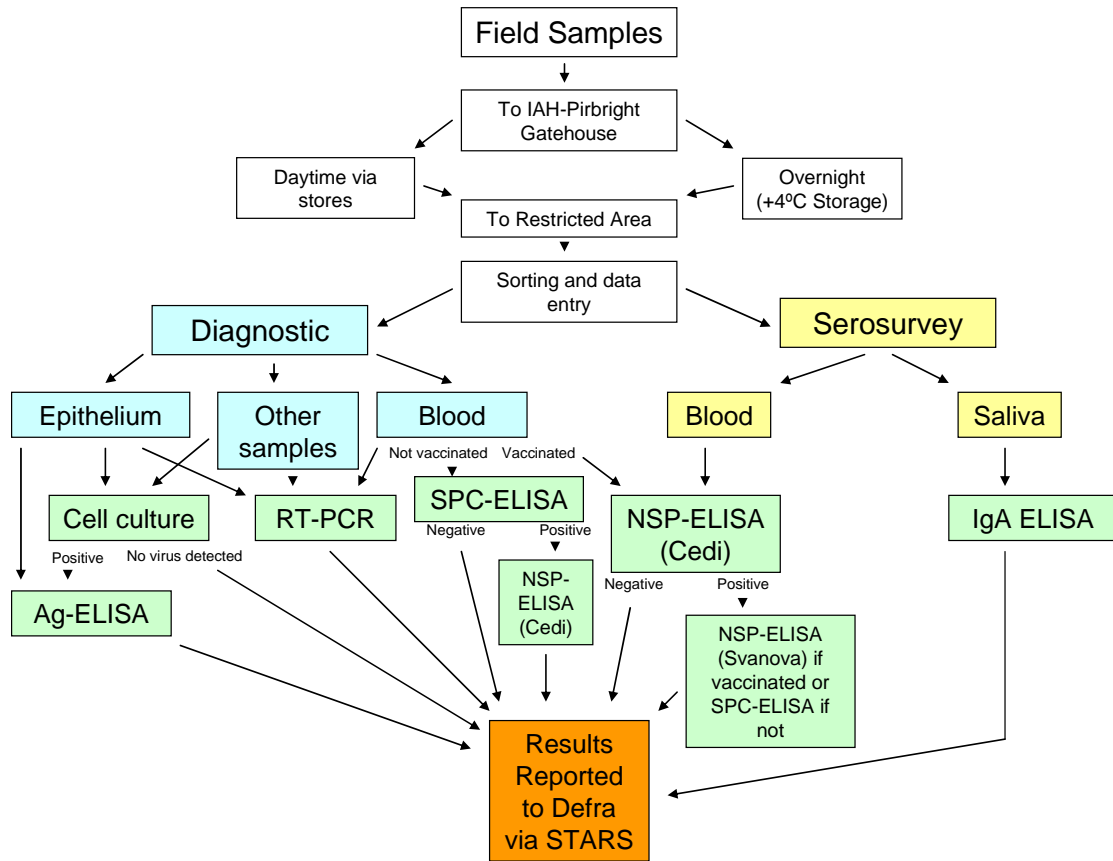 Field Samples
To IAH-Pirbright
Gatehouse
Daytime via
stores
Overnight
(+4ºC Storage)
To Restricted Area
Sorting and data
entry
Diagnostic
Serosurvey
Epithelium
Other
samples
Blood
Blood
Saliva
Not vaccinated
Vaccinated
Cell culture
RT-PCR
SPC-ELISA
NSP-ELISA
(Cedi)
IgA ELISA
Positive
No virus detected
Negative
Positive
Negative
Positive
Ag-ELISA
NSP-
ELISA
(Cedi)
NSP-ELISA
(Svanova) if
vaccinated or
SPC-ELISA if
not
Results
Reported
to Defra
via STARS